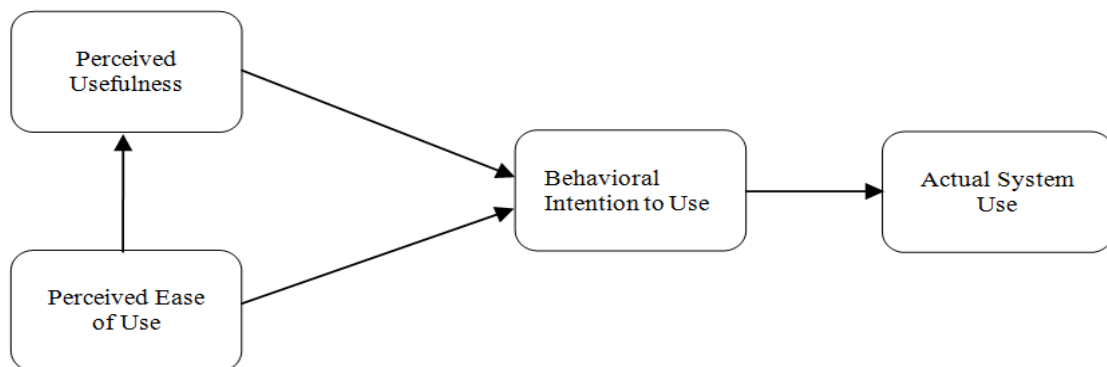 Perceived
Usefulness
Behavioral
Intention to Use
Actual System
Use
Perceived Ease
of Use